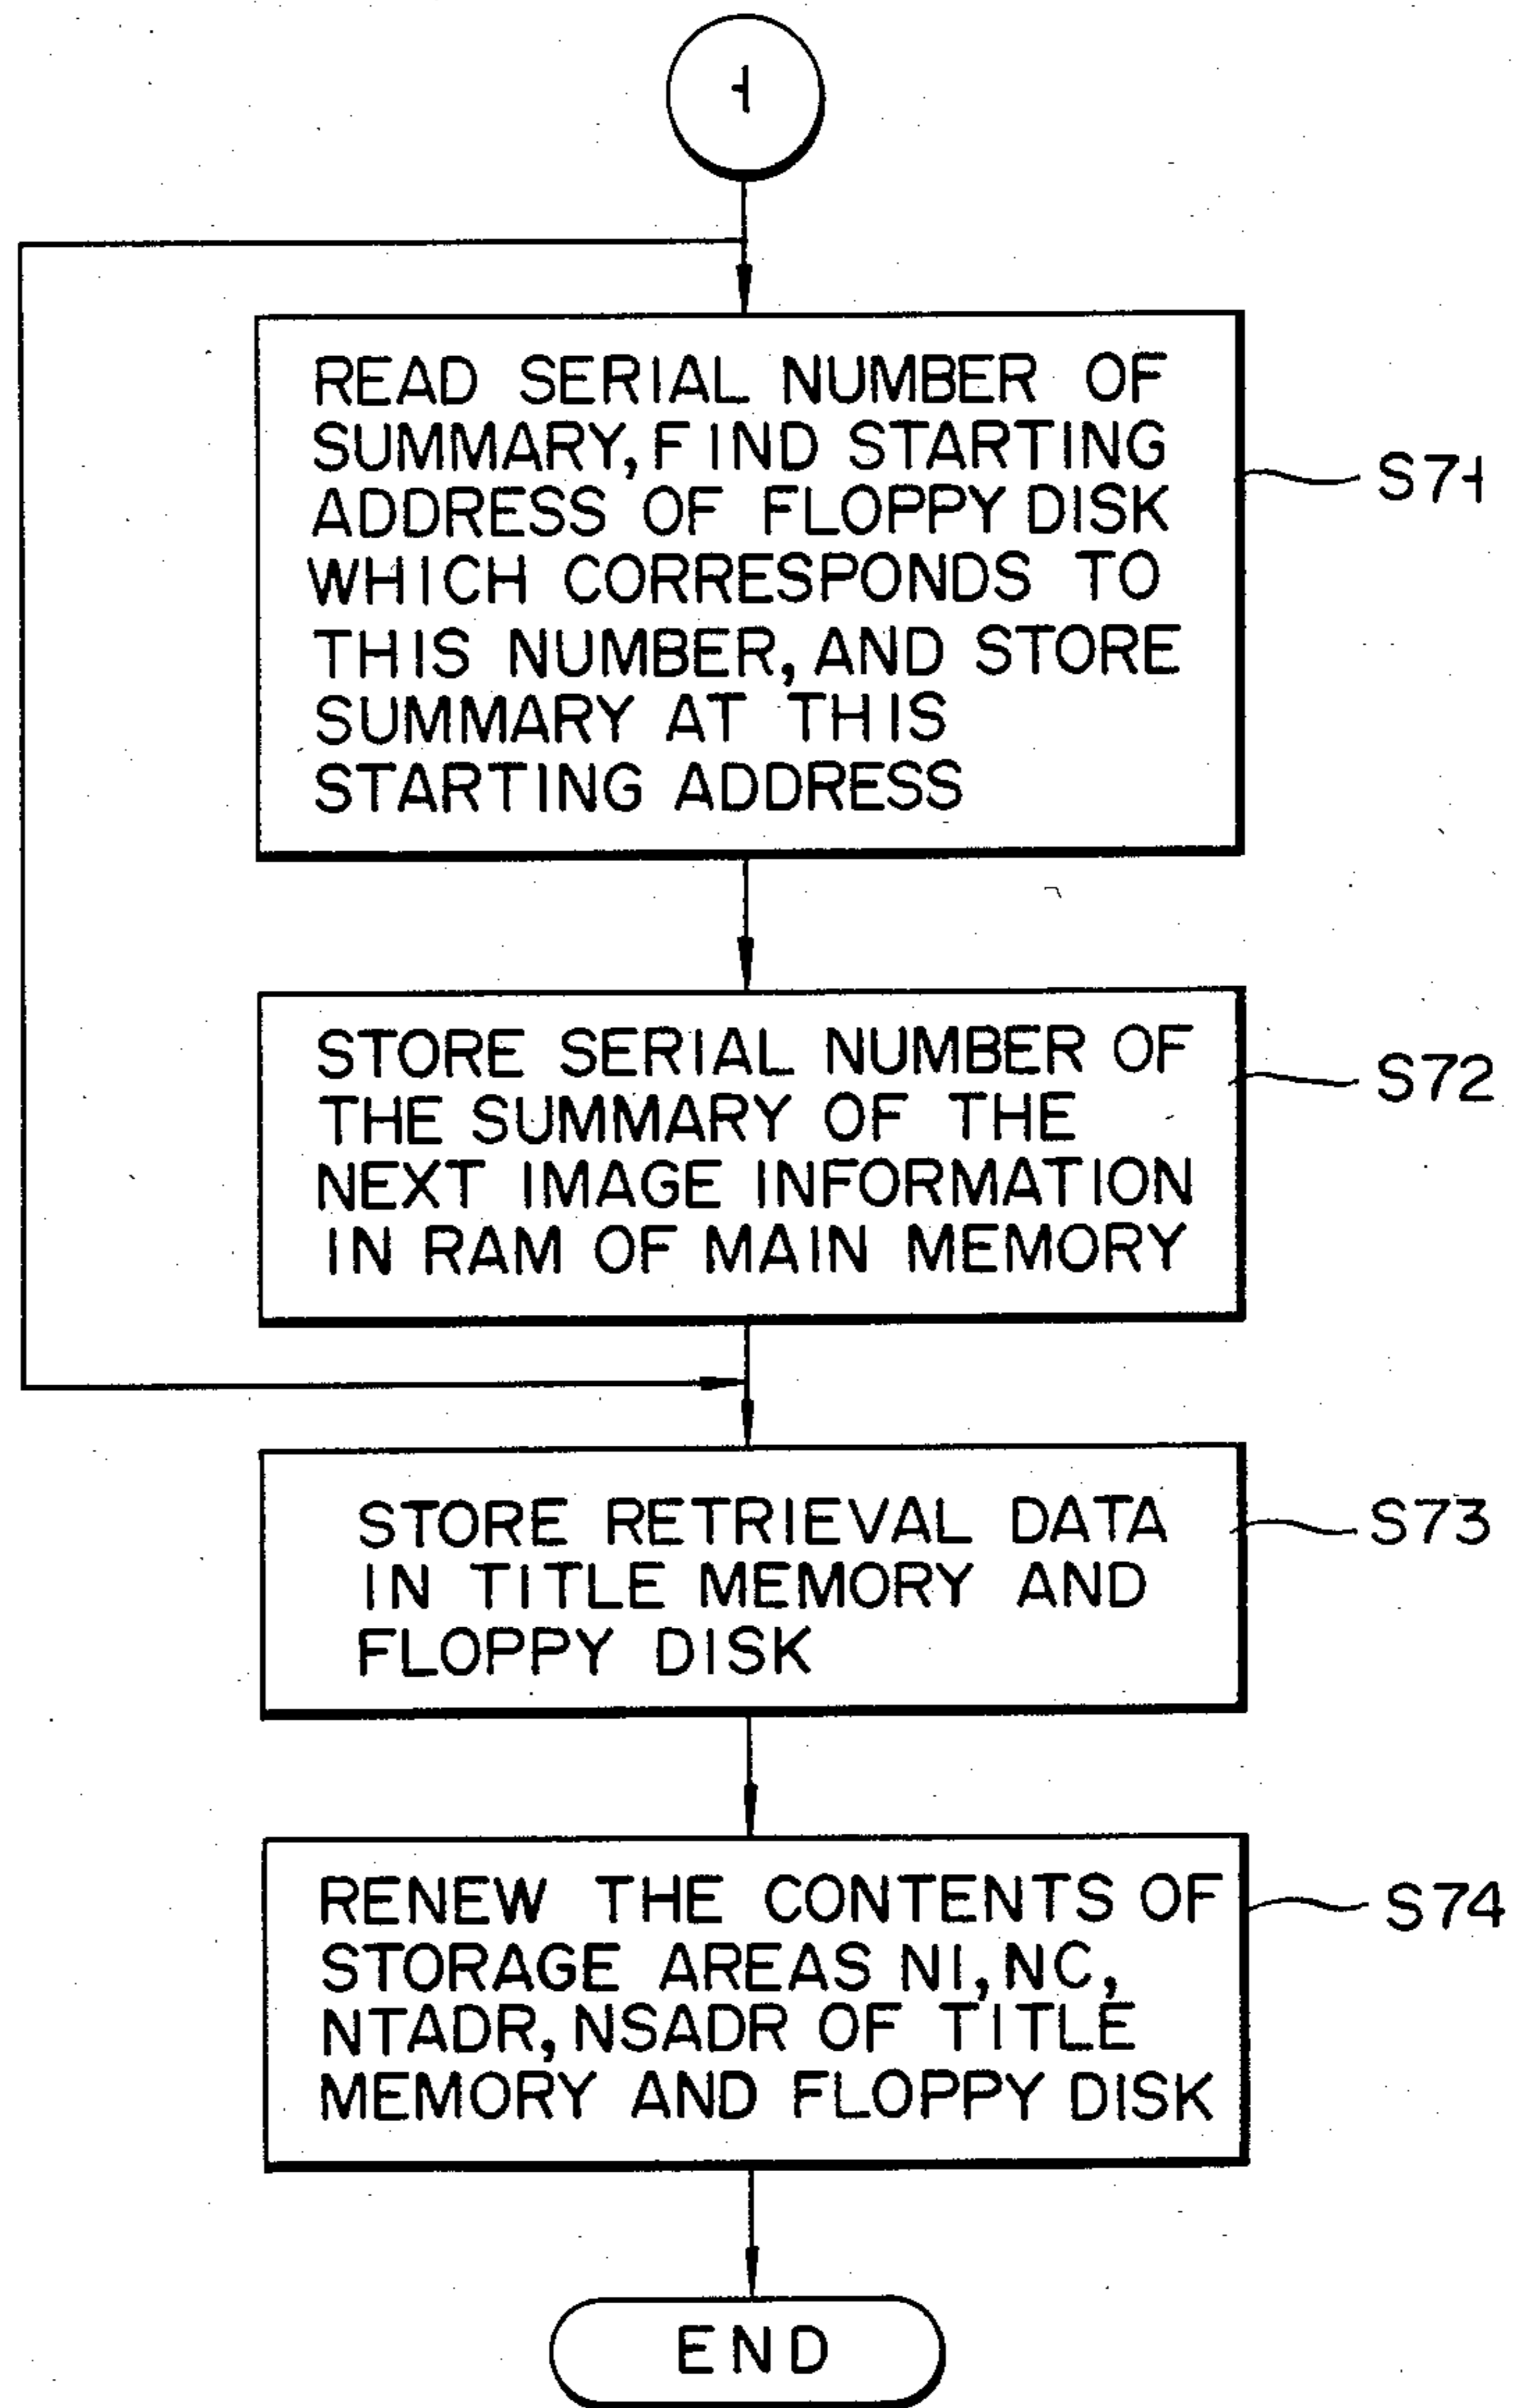 1
READ SERIAL NUMBER OF
SUMMARY, FIND STARTING
ADDRESS OF FLOPPY DISK
WHICH CORRESPONDS TO
THIS NUMBER, AND STORE
SUMMARY AT THIS
STARTING ADDRESS
S71
STORE SERIAL NUMBER OF
THE SUMMARY OF THE
NEXT IMAGE INFORMATION
IN RAM OF MAIN MEMORY
S72
STORE RETRIEVAL DATA
IN TITLE MEMORY AND
FLOPPY DISK
S73
RENEW THE CONTENTS OF
STORAGE AREAS NI, NC,
NTADR, NSADR OF TITLE
MEMORY AND FLOPPY DISK
S74
END